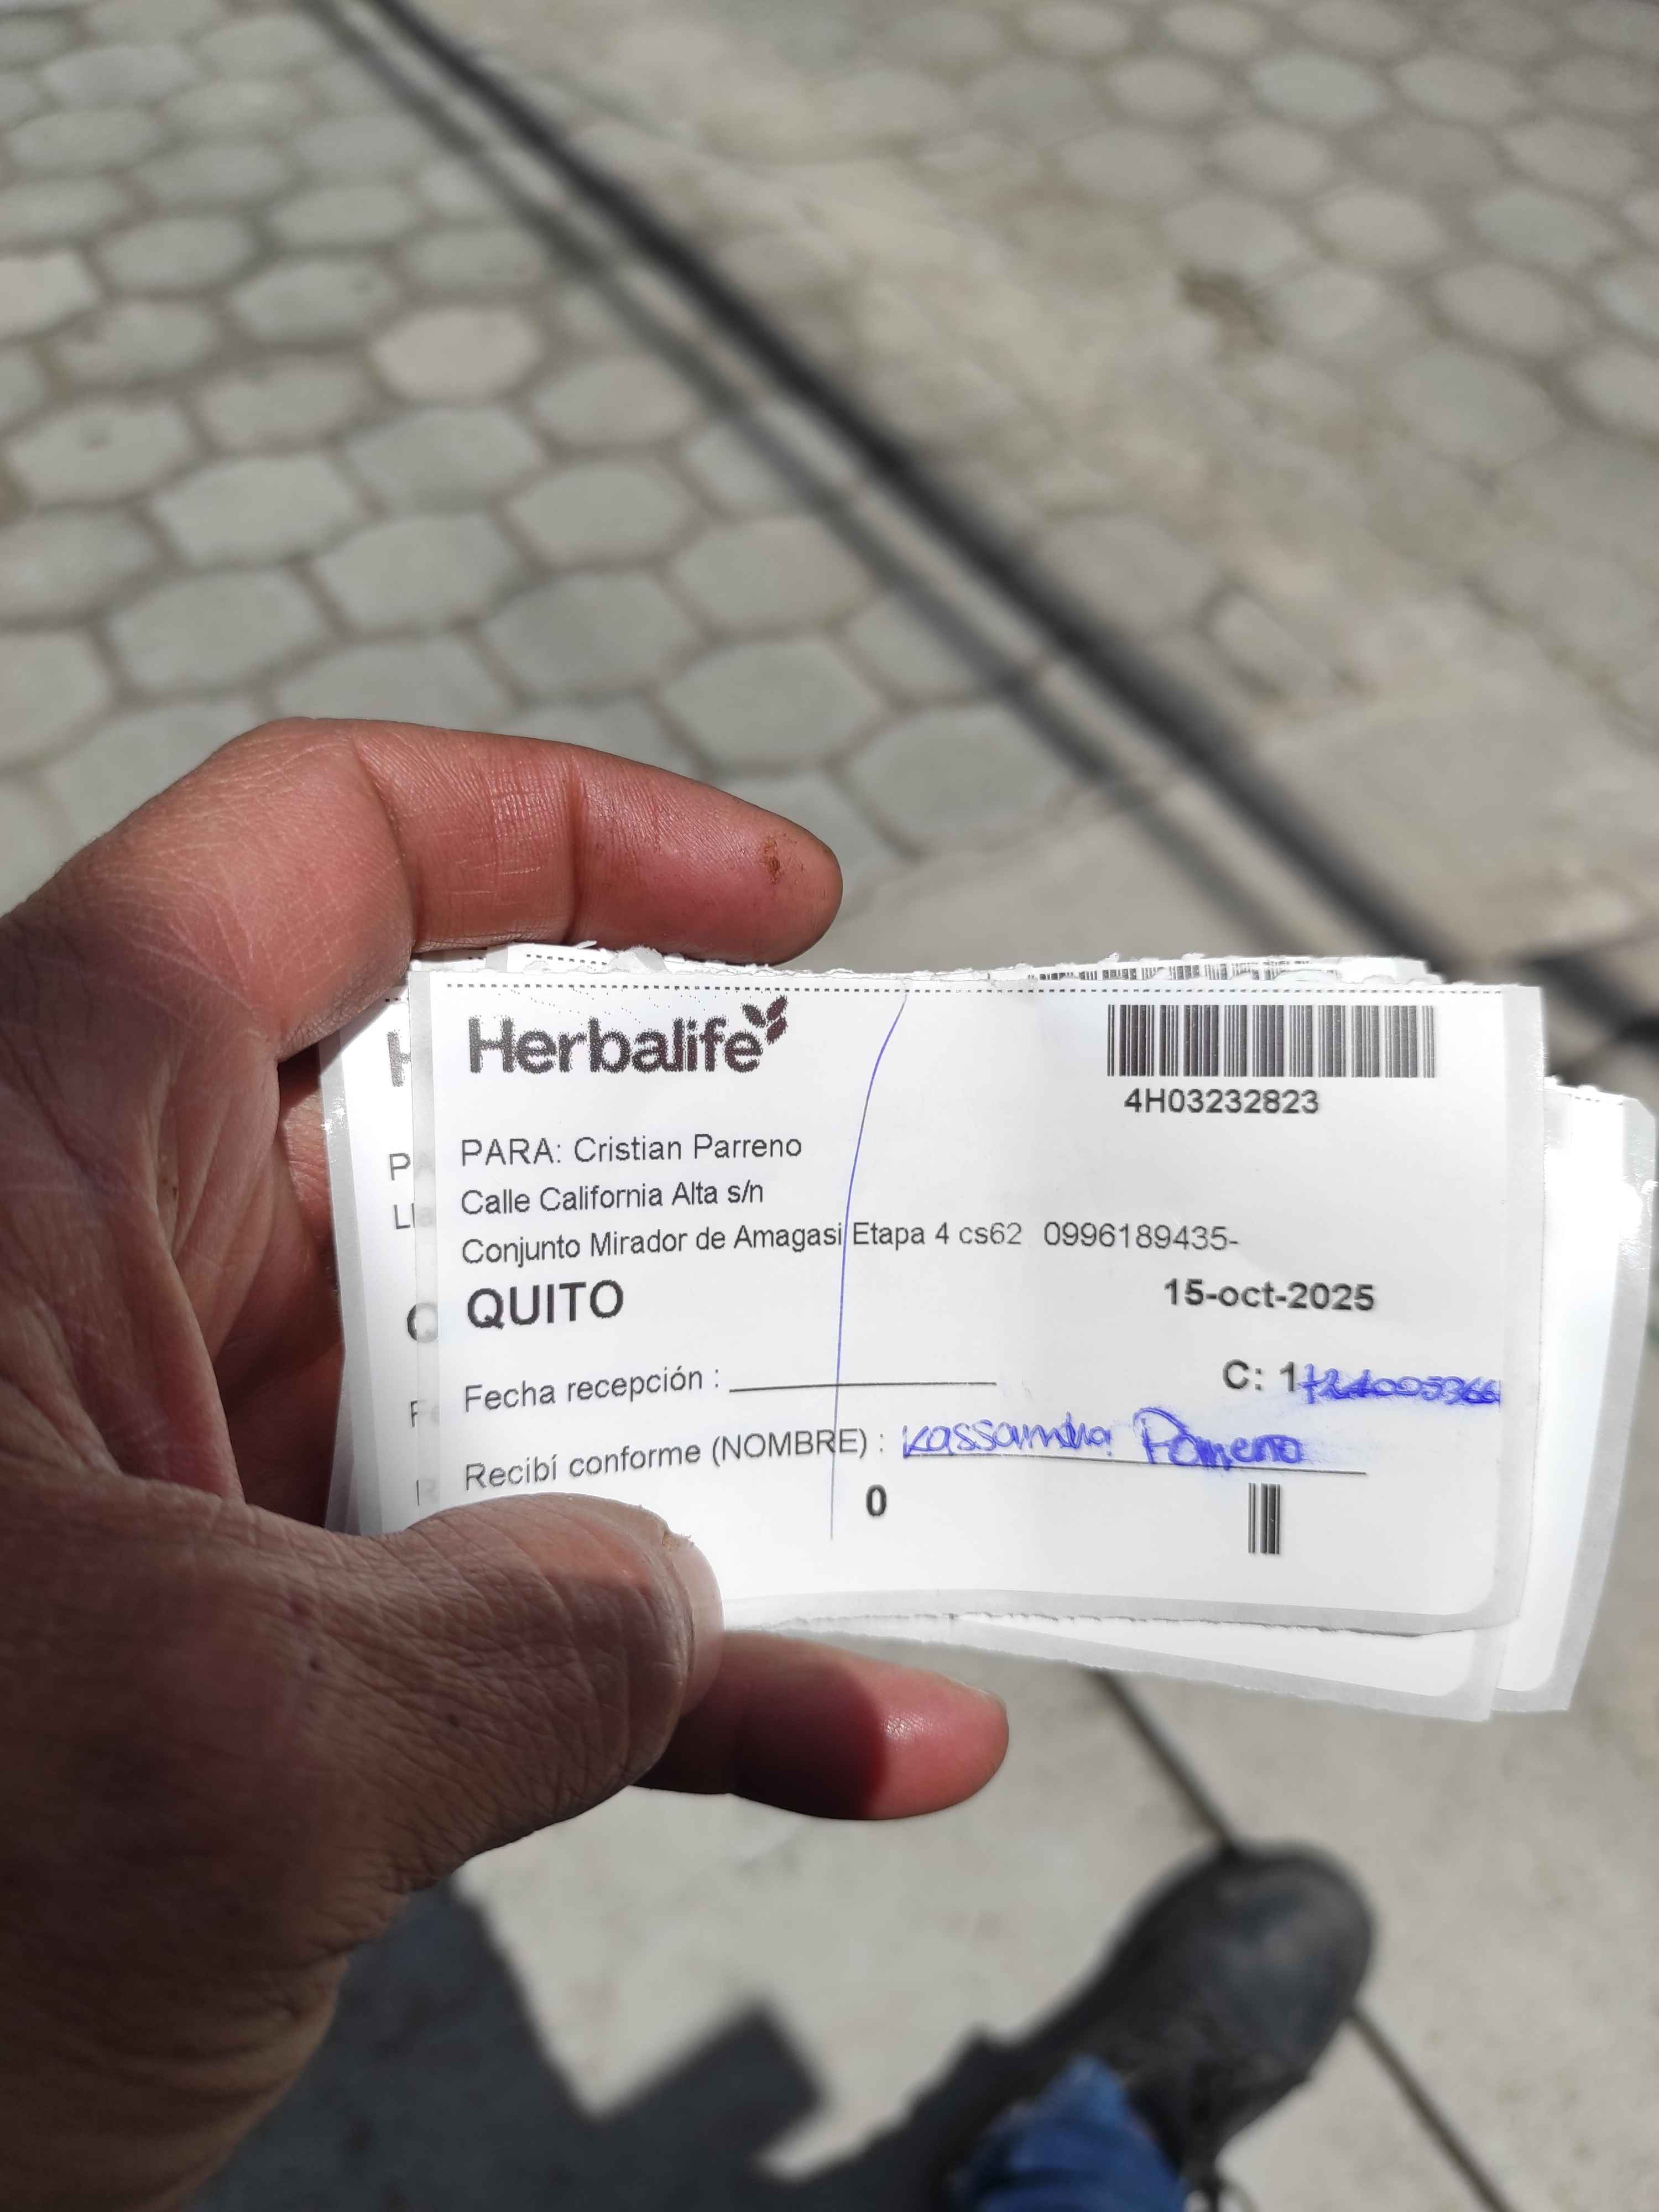 Herbalife
4H03232823
PARA: Cristian Parreno
Calle California Alta s/n
Conjunto Mirador de Amagasi Etapa 4 cs62 0996189435-
QUITO
15-oct-2025
Fecha recepción :
C: 1
Recibí conforme (NOMBRE) : Kassandra
0